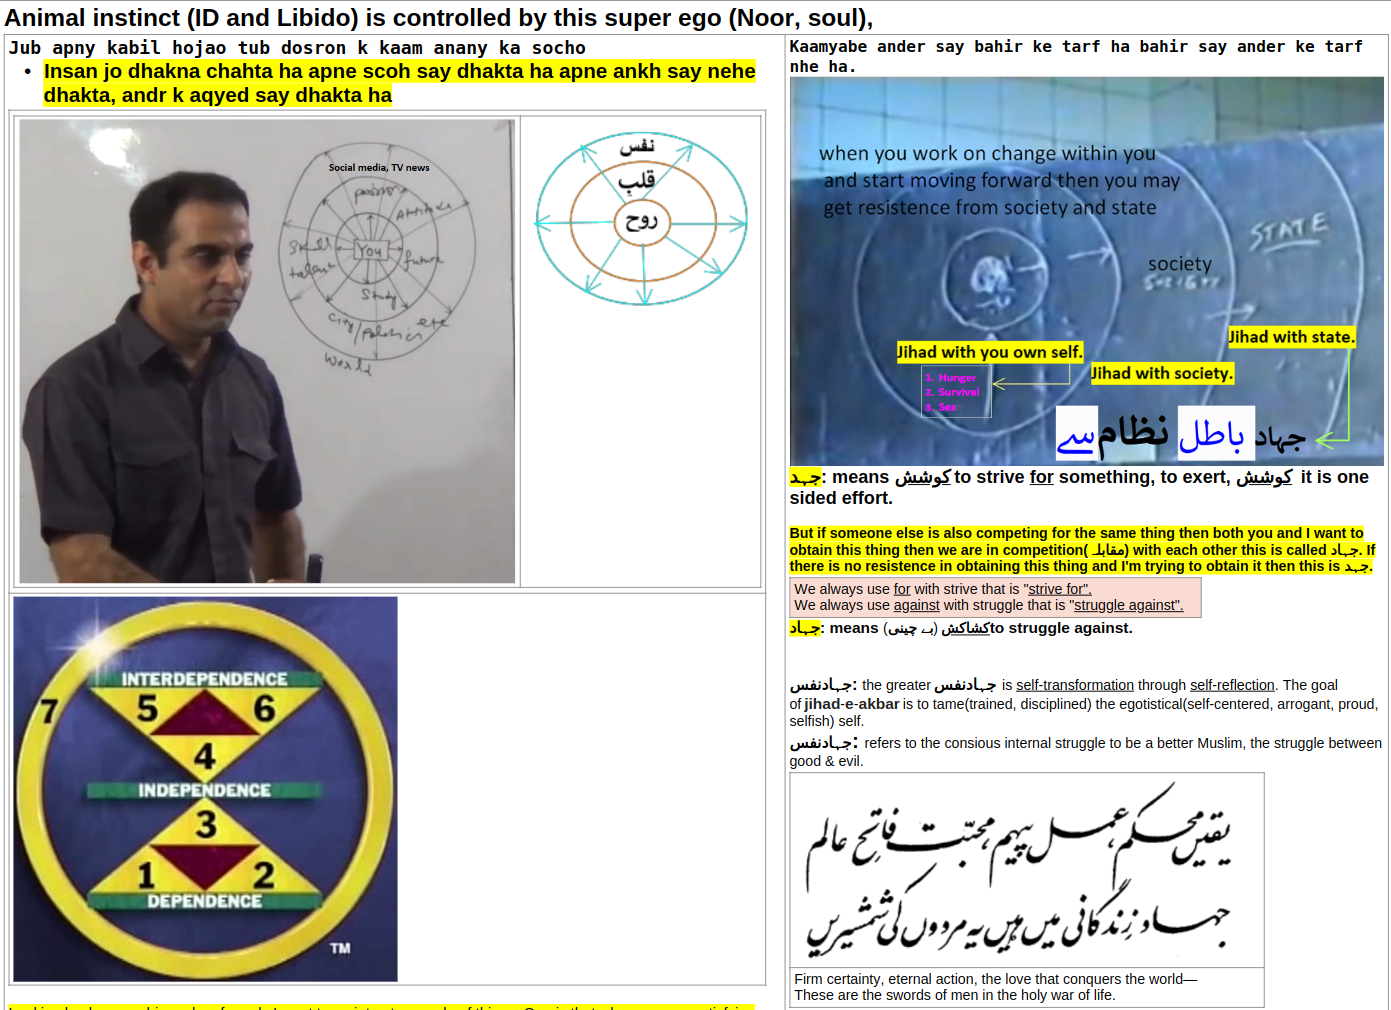 Animal instinct (ID and Libido) is controlled by this super ego (Noor, soul),
Jub apny kabil hojao tub dosron k kaam anany ka socho
• Insan jo dhakna chahta ha apne scoh say dhakta ha apne ankh say nehe
dhakta, andr k aqyed say dhakta ha
Social media, TV news
passion
Attitude
Skill
You
talent
future
Study
city/politics
etc
World
نفس
قلب
روح
INTERDEPENDENCE
7
5 6
4
INDEPENDENCE
3
1 2
DEPENDENCE
TM
Kaamyabe ander say bahir ke tarf ha bahir say ander ke tarf
nhe ha.
when you work on change within you
and start moving forward then you may
get resistence from society and state
STATE
society
SOCIETY
Jihad with state.
Jihad with you own self.
Jihad with society.
1. Hunger
2. Survival
3. Sex
جہاد باطل نظام سے
جہد: means کوشش to strive for something, to exert, کوشش it is one
sided effort.
But if someone else is also competing for the same thing then both you and I want to
obtain this thing then we are in competition( مقابلہ) with each other this is called جہاد. If
there is no resistence in obtaining this thing and I'm trying to obtain it then this is جہد.
We always use for with strive that is "strive for".
We always use against with struggle that is "struggle against".
جہاد: means (بے چینی) کشاکش to struggle against.
جہادنفس: the greater جہادنفس is self-transformation through self-reflection. The goal
of jihad-e-akbar is to tame(trained, disciplined) the egotistical(self-centered, arrogant, proud,
selfish) self.
جہادنفس: refers to the consious internal struggle to be a better Muslim, the struggle between
good & evil.
یقیں محکم، عمل پیہم، محبّت فاتحِ عالم
جہادِ زِندگانی میں ہیں یہ مردوں کی شمشیریں
Firm certainty, eternal action, the love that conquers the world—
These are the swords of men in the holy war of life.